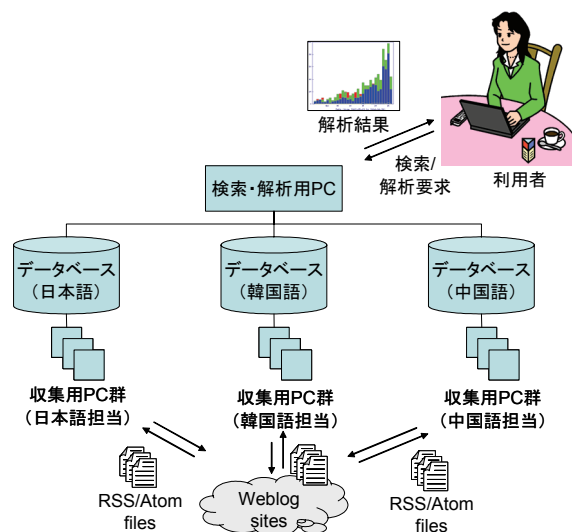 解析結果
検索/
解析要求
利用者
検索・解析用PC
データベース
（日本語）
データベース
（韓国語）
データベース
（中国語）
収集用PC群
（日本語担当）
収集用PC群
（韓国語担当）
収集用PC群
（中国語担当）
RSS/Atom
files
Weblog
sites
RSS/Atom
files